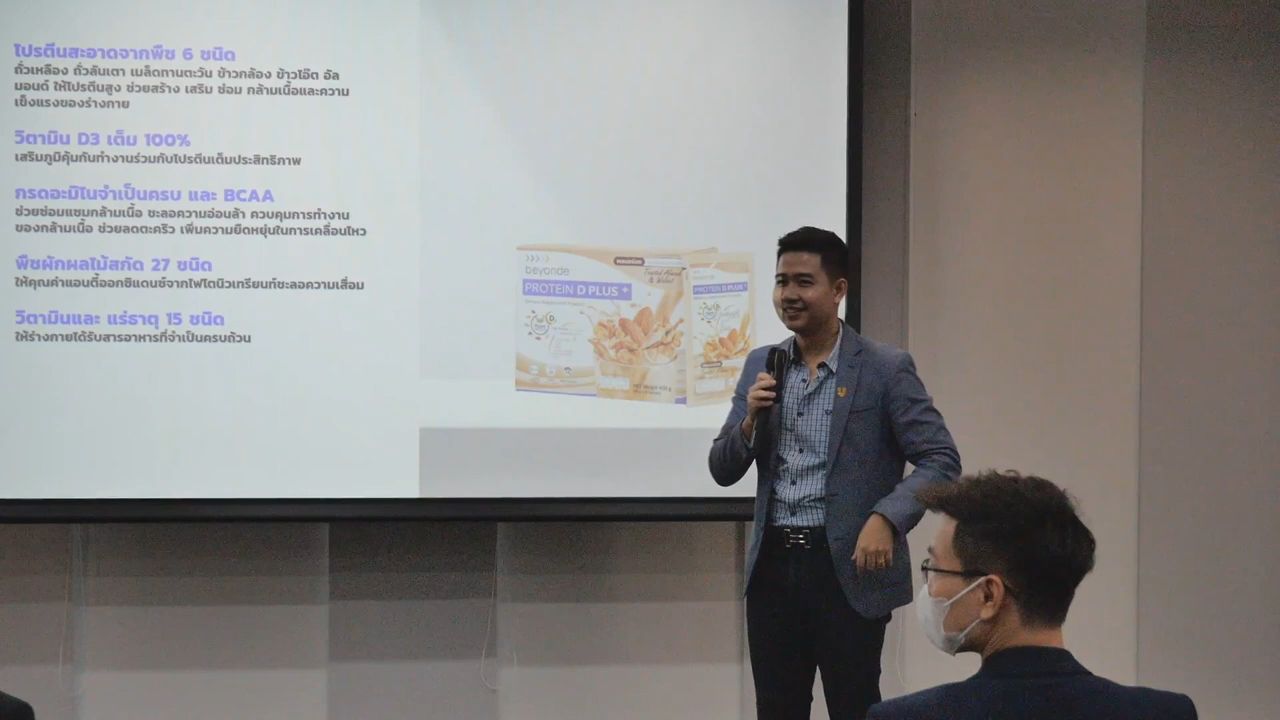 โปรตีนสะอาดจากพืช 6 ชนิด
ถั่วเหลือง ถั่วลันเตา เมล็ดทานตะวัน ข้าวกล้อง ข้าวโอ๊ต อัล
มอนด์ ให้โปรตีนสูง ช่วยสร้าง เสริม ซ่อม กล้ามเนื้อและความ
เข็งแรงของร่างกาย
วิตามิน D3 เต็ม 100%
เสริมภูมิคุ้นกันทำงานร่วมกับโปรตีนเต็มประสิทธิภาพ
กรดอะมิโนจำเป็นครบ และ BCAA
ช่วยซ่อมแซมกล้ามเนื้อ ชะลอความอ่อนล้า ควบคุมการทำงาน
ของกล้ามเนื้อ ช่วยลดตะคริว เพิ่มความยืดหยุ่นในการเคลื่อนไหว
พืชผักผลไม้สกัด 27 ชนิด
ให้คุณค่าแอนตี้ออกซิแดนซ์จากไฟโตนิวเทรียนท์ชะลอความเสื่อม
วิตามินและ แร่ธาตุ 15 ชนิด
ให้ร่างกายได้รับสารอาหารที่จำเป็นครบถ้วน
beyonde
PROTEIN D PLUS +
PROTEIN D PLUS +